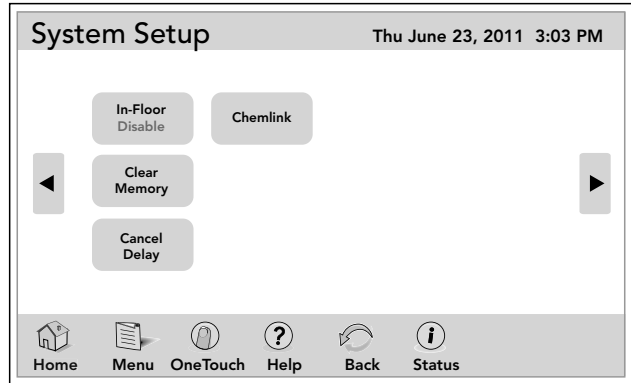 System Setup
Thu June 23, 2011 3:03 PM
In-Floor
Disable
Chemlink
Clear
Memory
Cancel
Delay
Home
Menu
OneTouch
?
Help
Back
i
Status